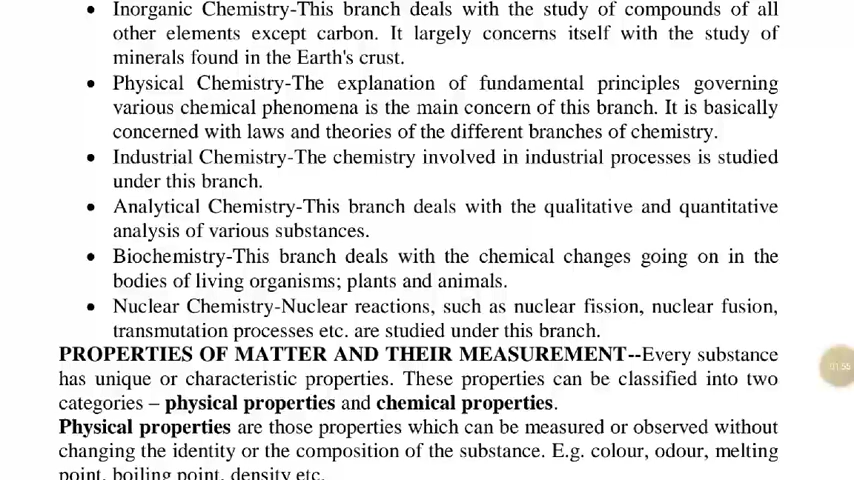 • Inorganic Chemistry-This branch deals with the study of compounds of all
other elements except carbon. It largely concerns itself with the study of
minerals found in the Earth's crust.
• Physical Chemistry-The explanation of fundamental principles governing
various chemical phenomena is the main concern of this branch. It is basically
concerned with laws and theories of the different branches of chemistry.
• Industrial Chemistry-The chemistry involved in industrial processes is studied
under this branch.
• Analytical Chemistry-This branch deals with the qualitative and quantitative
analysis of various substances.
• Biochemistry-This branch deals with the chemical changes going on in the
bodies of living organisms; plants and animals.
• Nuclear Chemistry-Nuclear reactions, such as nuclear fission, nuclear fusion,
transmutation processes etc. are studied under this branch.
PROPERTIES OF MATTER AND THEIR MEASUREMENT--Every substance
has unique or characteristic properties. These properties can be classified into two
categories – physical properties and chemical properties.
Physical properties are those properties which can be measured or observed without
changing the identity or the composition of the substance. E.g. colour, odour, melting
point, boiling point, density etc.
01:55